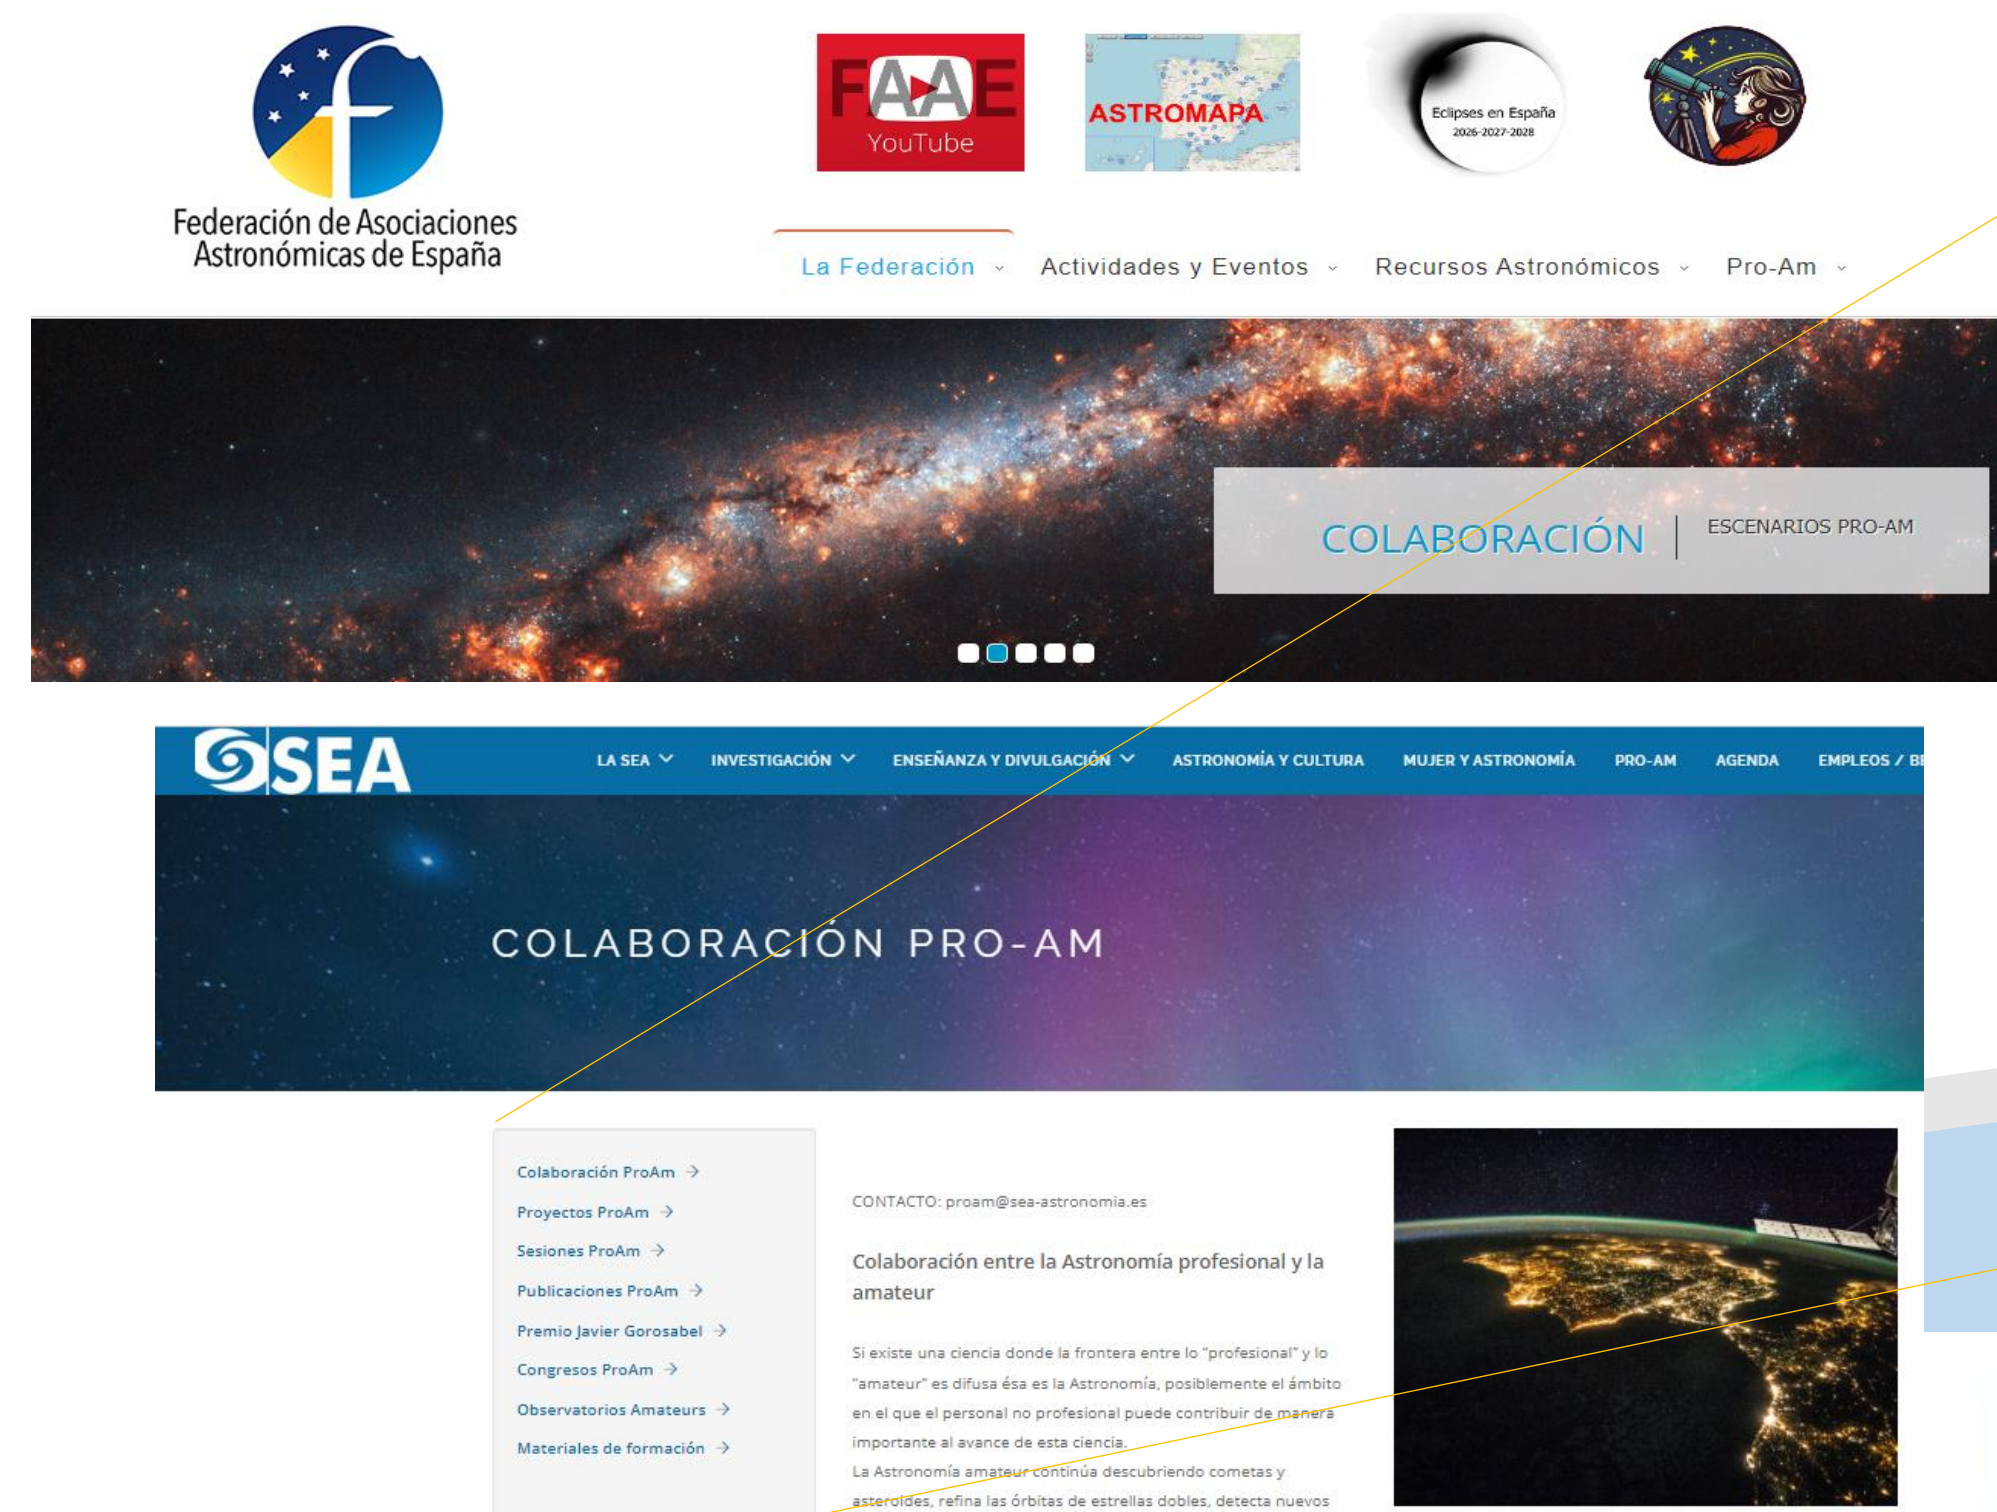 FAAE
YouTube
ASTROMAPA
Eclipses en España
2026-2027-2028
Federación de Asociaciones
Astronómicas de España
La Federación
Actividades y Eventos
Recursos Astronómicos
Pro-Am
COLABORACIÓN
ESCENARIOS PRO-AM
SEA
LA SEA
INVESTIGACIÓN
ENSEÑANZA Y DIVULGACIÓN
ASTRONOMÍA Y CULTURA
MUJER Y ASTRONOMÍA
PRO-AM
AGENDA
EMPLEOS / BE
COLABORACIÓN PRO-AM
Colaboración ProAm →
Proyectos ProAm →
Sesiones ProAm →
Publicaciones ProAm →
Premio Javier Gorosabel →
Congresos ProAm →
Observatorios Amateurs →
Materiales de formación →
CONTACTO: proam@sea-astronomia.es
Colaboración entre la Astronomía profesional y la
amateur
Si existe una ciencia donde la frontera entre lo "profesional" y lo
"amateur" es difusa ésa es la Astronomía, posiblemente el ámbito
en el que el personal no profesional puede contribuir de manera
importante al avance de esta ciencia.
La Astronomía amateur continúa descubriendo cometas y
asteroides, refina las órbitas de estrellas dobles, detecta nuevos